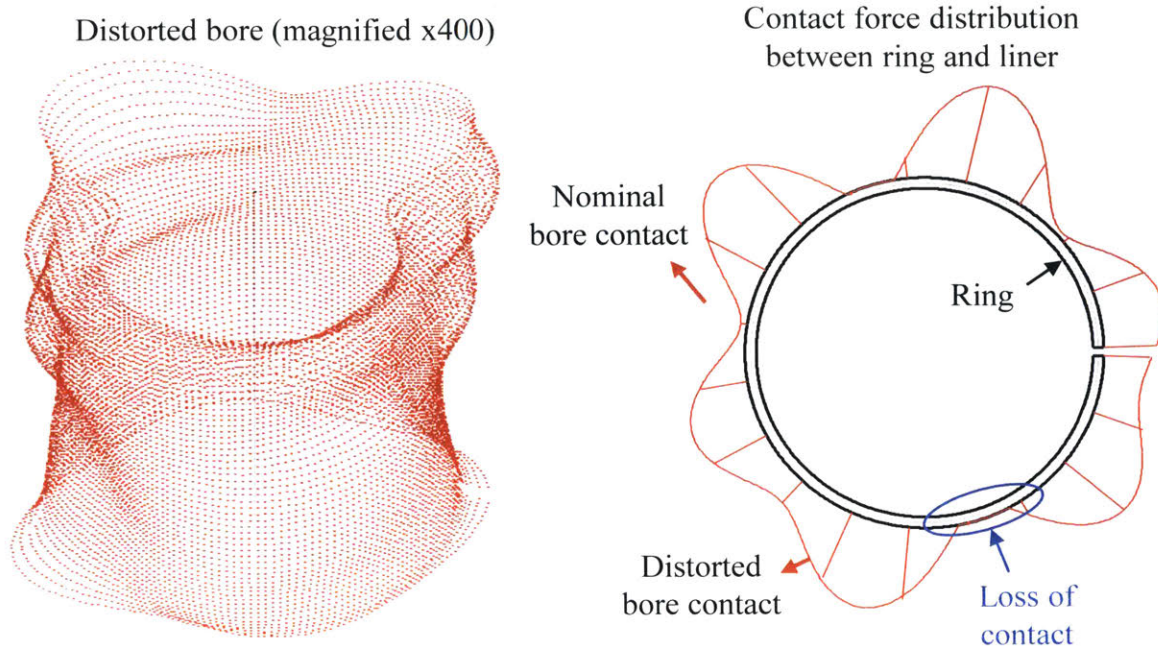 Distorted bore (magnified x400)
Contact force distribution
between ring and liner
Nominal
bore contact
Ring
Distorted
bore contact
Loss of
contact